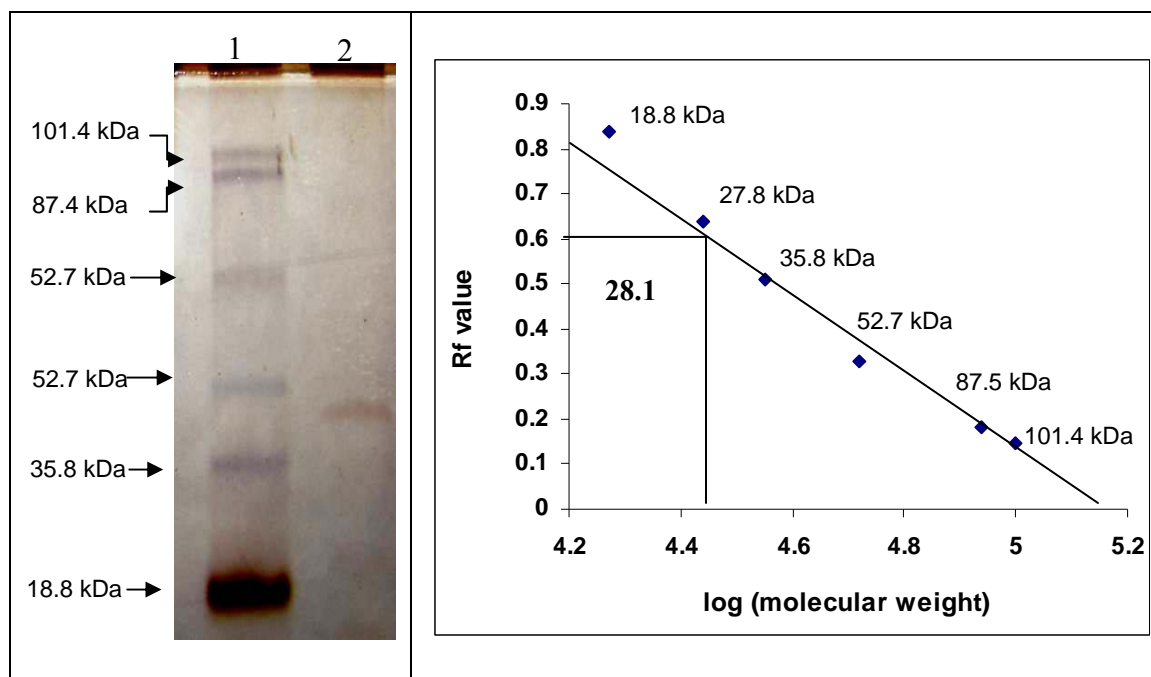 1 2
101.4 kDa
87.4 kDa
52.7 kDa
52.7 kDa
35.8 kDa
18.8 kDa
Rf value
0.9
0.8
0.7
0.6
0.5
0.4
0.3
0.2
0.1
0
18.8 kDa
27.8 kDa
35.8 kDa
52.7 kDa
87.5 kDa
101.4 kDa
28.1
4.2 4.4 4.6 4.8 5 5.2
log (molecular weight)